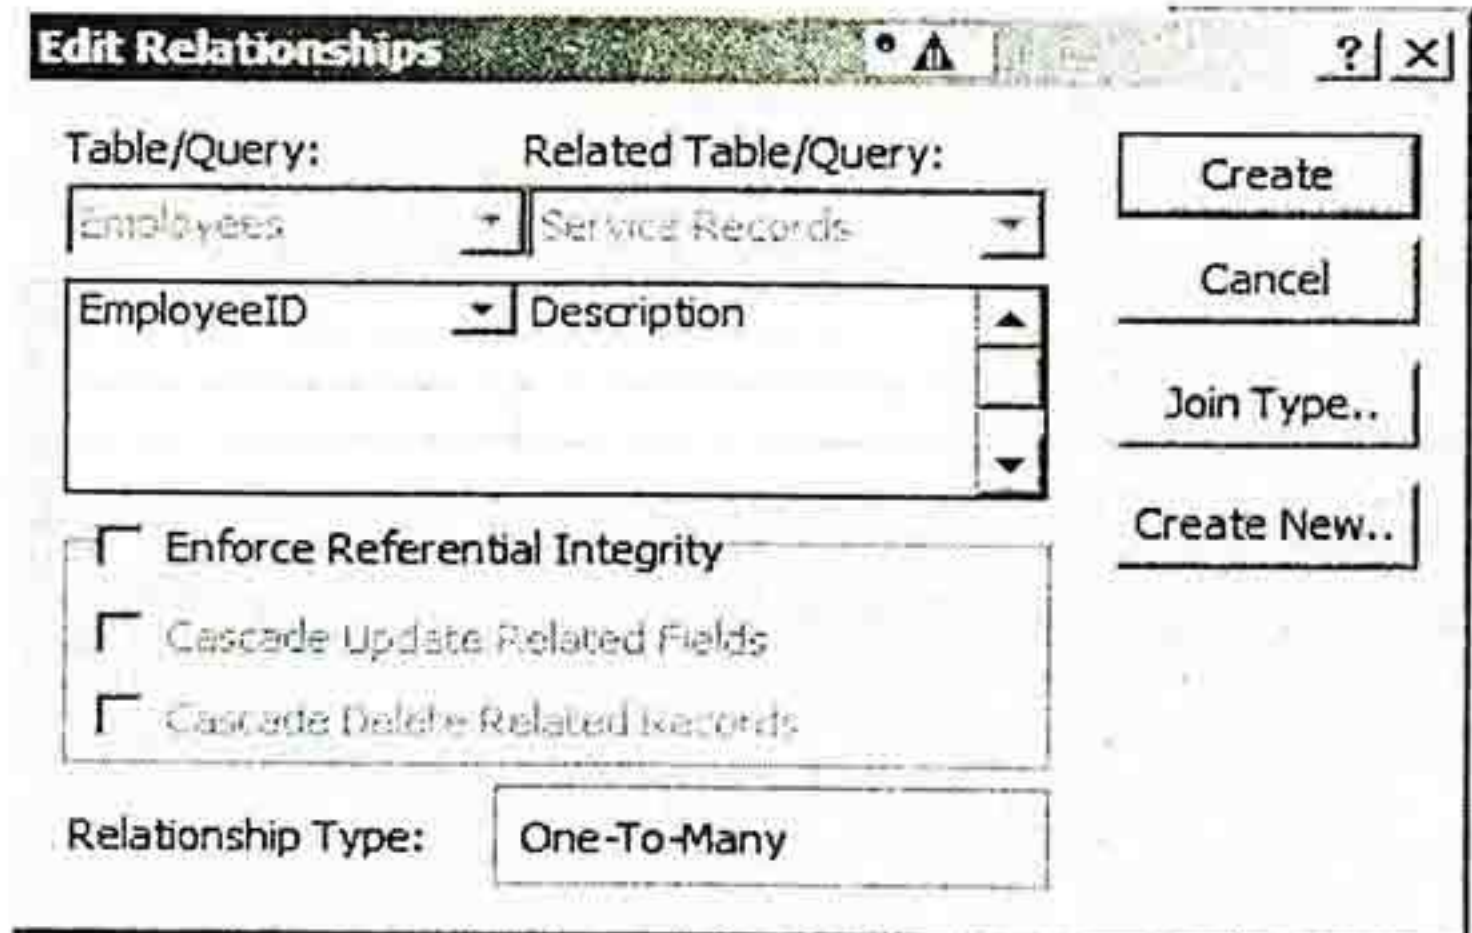 Edit Relationships
Table/Query: Related Table/Query:
Employees Service Records
EmployeeID Description
Enforce Referential Integrity
Cascade Update Related Fields
Cascade Delete Related Records
Relationship Type: One-To-Many
Create
Cancel
Join Type..
Create New..